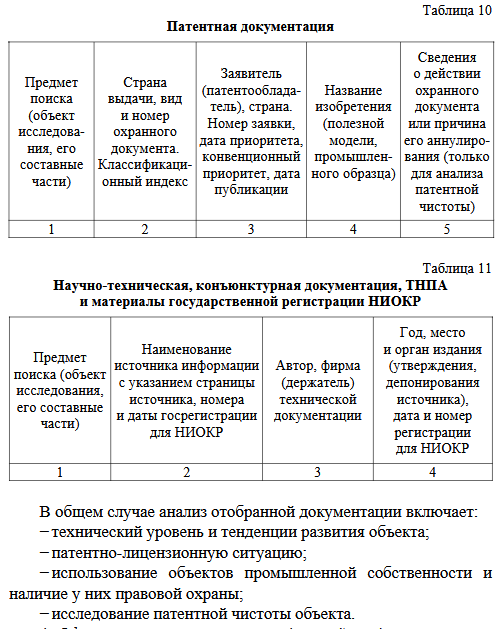 Таблица 10
Патентная документация
Предмет
поиска
(объект
исследова-
ния, его
составные
части)
Страна
выдачи, вид
и номер
охранного
документа.
Классификаци-
онный индекс
Заявитель
(патентооблада-
тель), страна.
Номер заявки,
дата приоритета,
конвенционный
приоритет, дата
публикации
Название
изобретения
(полезной
модели,
промышлен-
ного образца)
Сведения
о действии
охранного
документа
или причина
его аннулиро-
вания (только
для анализа
патентной
чистоты)
1 2 3 4 5
Таблица 11
Научно-техническая, конъюнктурная документация, ТНПА
и материалы государственной регистрации НИОКР
Предмет
поиска (объект
исследования,
его составные
части)
Наименование
источника информации
с указанием страницы
источника, номера
и даты госрегистрации
для НИОКР
Автор, фирма
(держатель)
технической
документации
Год, место
и орган издания
(утверждения,
депонирования
источника),
дата и номер
регистрации
для НИОКР
1 2 3 4
В общем случае анализ отобранной документации включает:
–технический уровень и тенденции развития объекта;
–патентно-лицензионную ситуацию;
–использование объектов промышленной собственности и
наличие у них правовой охраны;
–исследование патентной чистоты объекта.